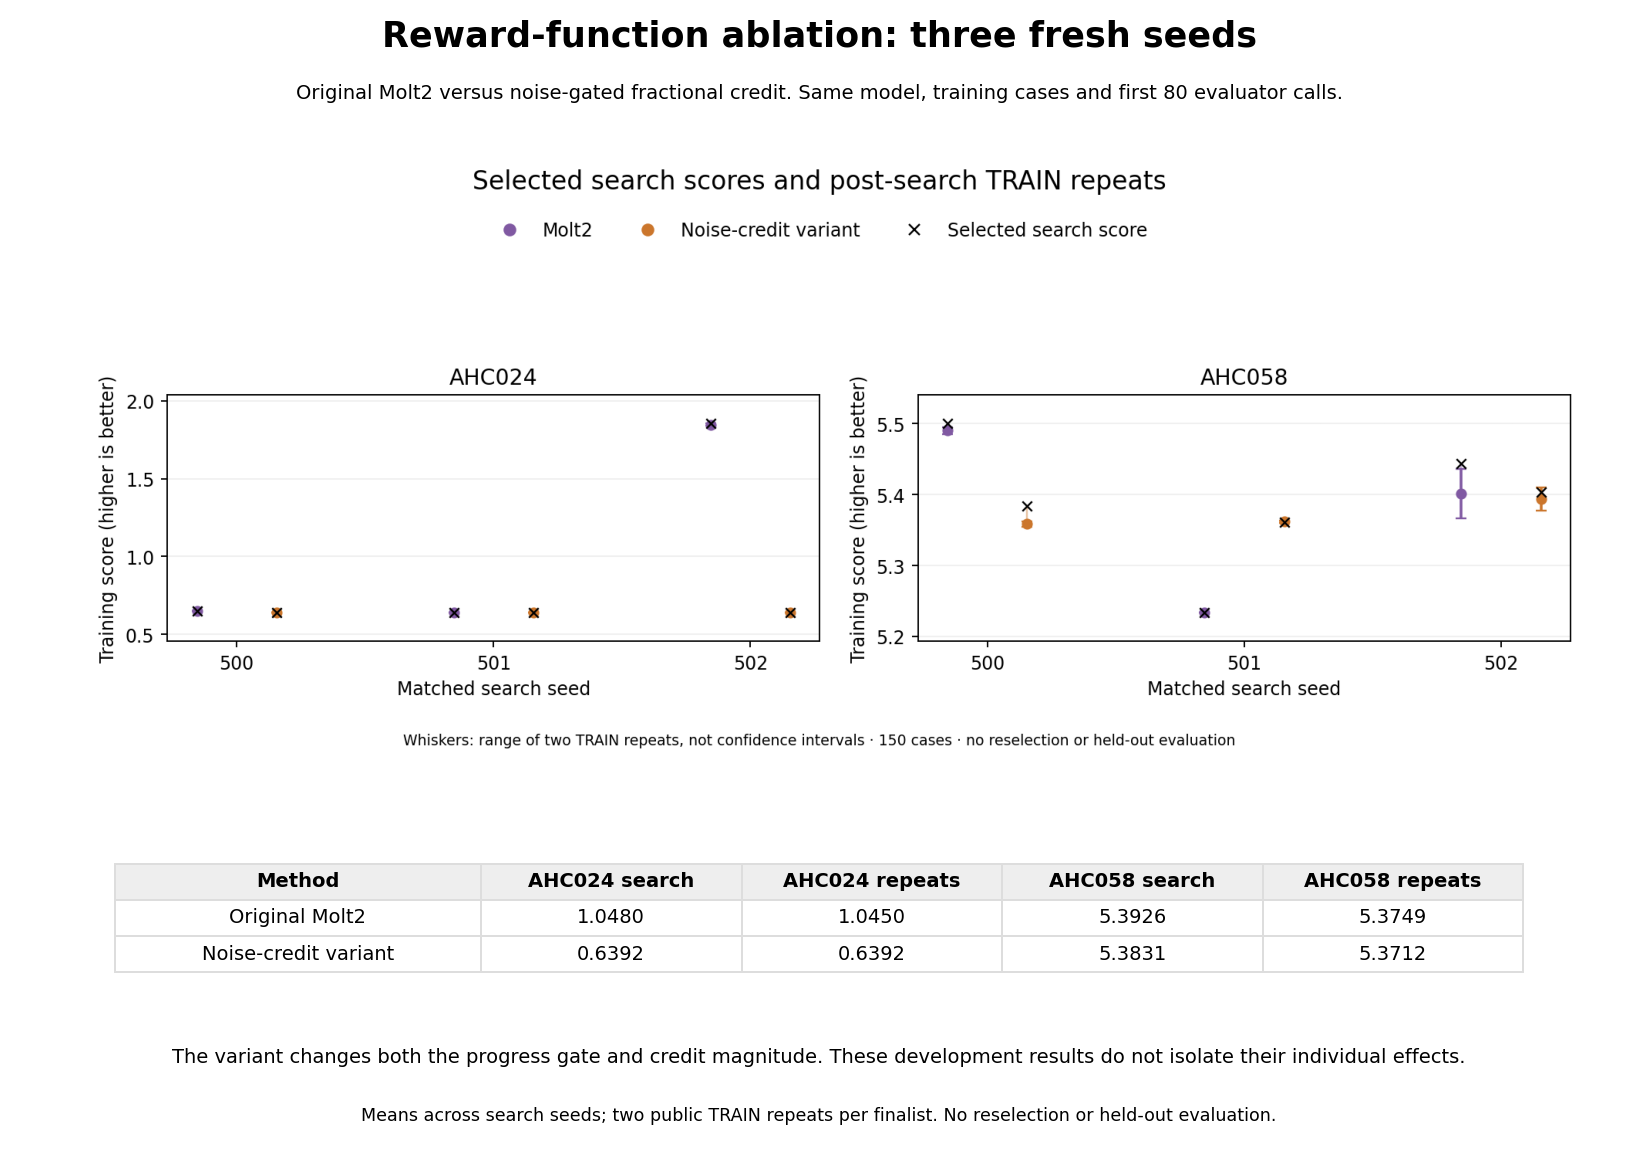 Reward-function ablation: three fresh seeds
Original Molt2 versus noise-gated fractional credit. Same model, training cases and first 80 evaluator calls.
Selected search scores and post-search TRAIN repeats
Molt2 Noise-credit variant Selected search score
AHC024
Training score (higher is better)
2.0
1.5
1.0
0.5
500 501 502
Matched search seed
AHC058
Training score (higher is better)
5.5
5.4
5.3
5.2
500 501 502
Matched search seed
Whiskers: range of two TRAIN repeats, not confidence intervals · 150 cases · no reselection or held-out evaluation
Method AHC024 search AHC024 repeats AHC058 search AHC058 repeats
Original Molt2 1.0480 1.0450 5.3926 5.3749
Noise-credit variant 0.6392 0.6392 5.3831 5.3712
The variant changes both the progress gate and credit magnitude. These development results do not isolate their individual effects.
Means across search seeds; two public TRAIN repeats per finalist. No reselection or held-out evaluation.